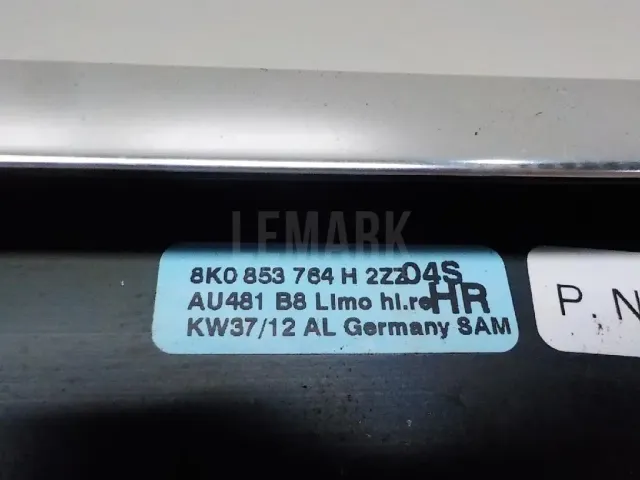 LEMARK
8K0 853 764 H 2ZZ 04S
AU481 B8 Limo hl.re HR
KW37/12 AL Germany SAM
P.N